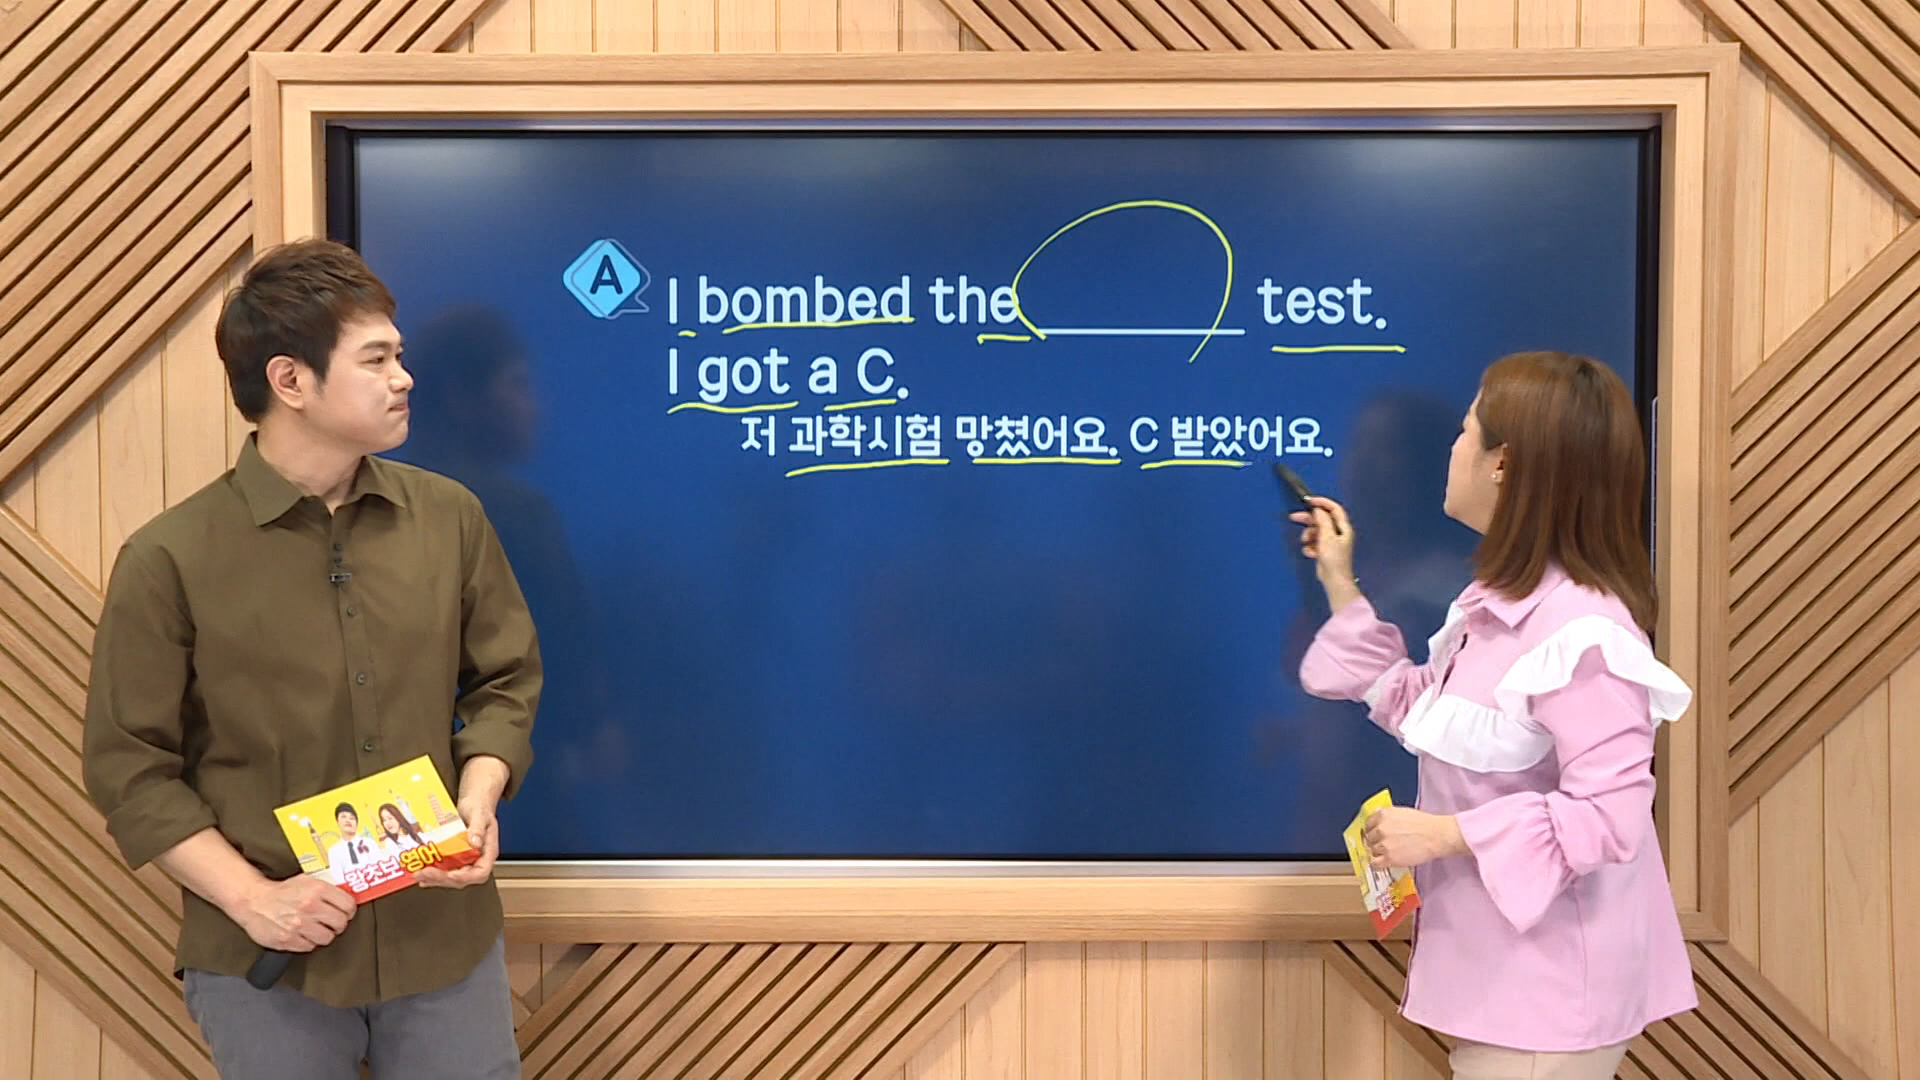 A
I bombed the ______ test.
I got a C.
저 과학시험 망쳤어요. C 받았어요.
왕초보 영어